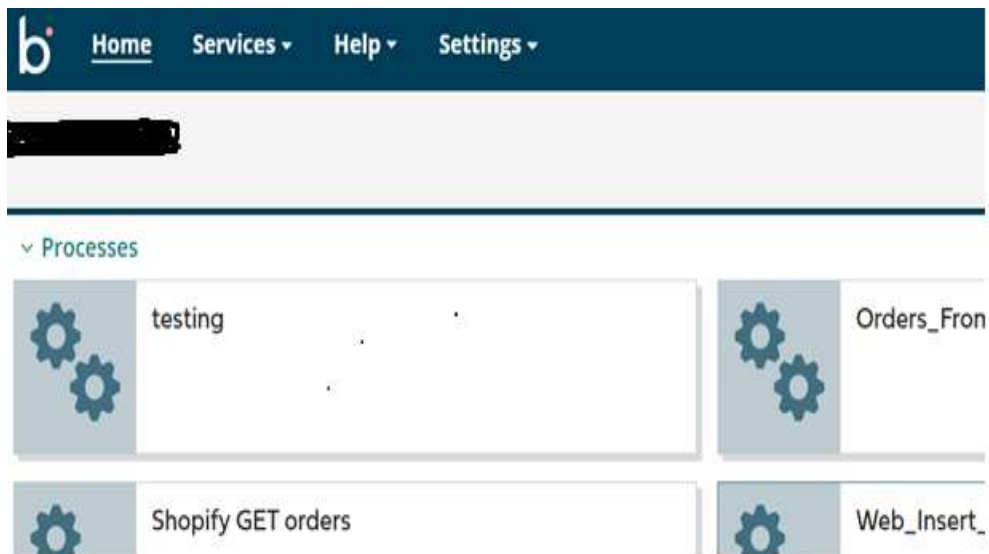 b
Home Services Help Settings
Processes
testing
Orders_Fron
Shopify GET orders
Web_Insert_